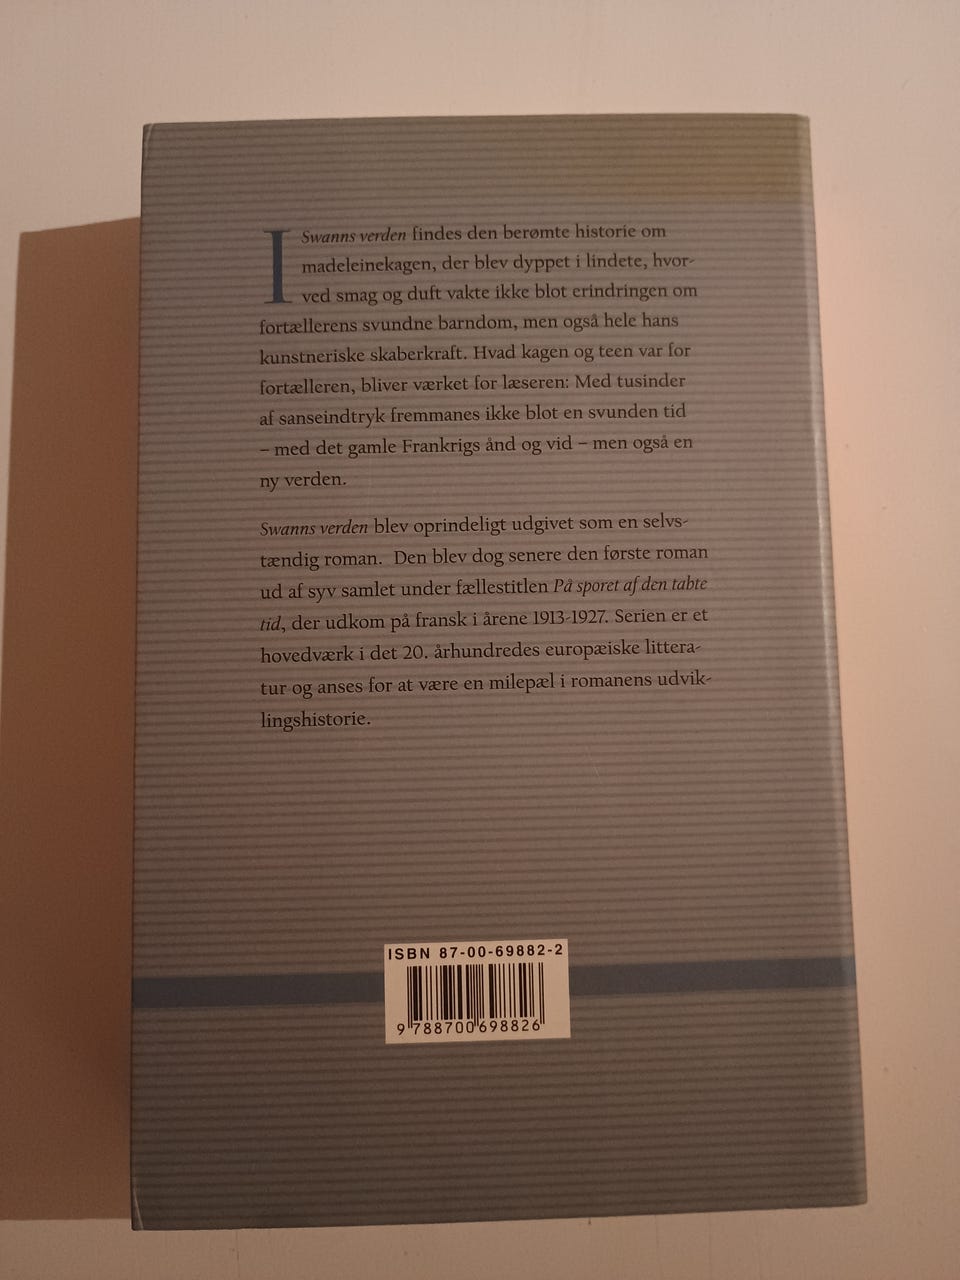 I Swanns verden findes den berømte historie om
madeleinekagen, der blev dyppet i lindete, hvor-
ved smag og duft vakte ikke blot erindringen om
fortællerens svundne barndom, men også hele hans
kunstneriske skaberkraft. Hvad kagen og teen var for
fortælleren, bliver værket for læseren: Med tusinder
af sanseindtryk fremmanes ikke blot en svunden tid
– med det gamle Frankrigs ånd og vid – men også en
ny verden.
Swanns verden blev oprindeligt udgivet som en selvs-
tændig roman. Den blev dog senere den første roman
ud af syv samlet under fællestitlen På sporet af den tabte
tid, der udkom på fransk i årene 1913-1927. Serien er et
hovedværk i det 20. århundredes europæiske littera-
tur og anses for at være en milepæl i romanens udvik-
lingshistorie.
ISBN 87-00-69882-2
9 788700 698826